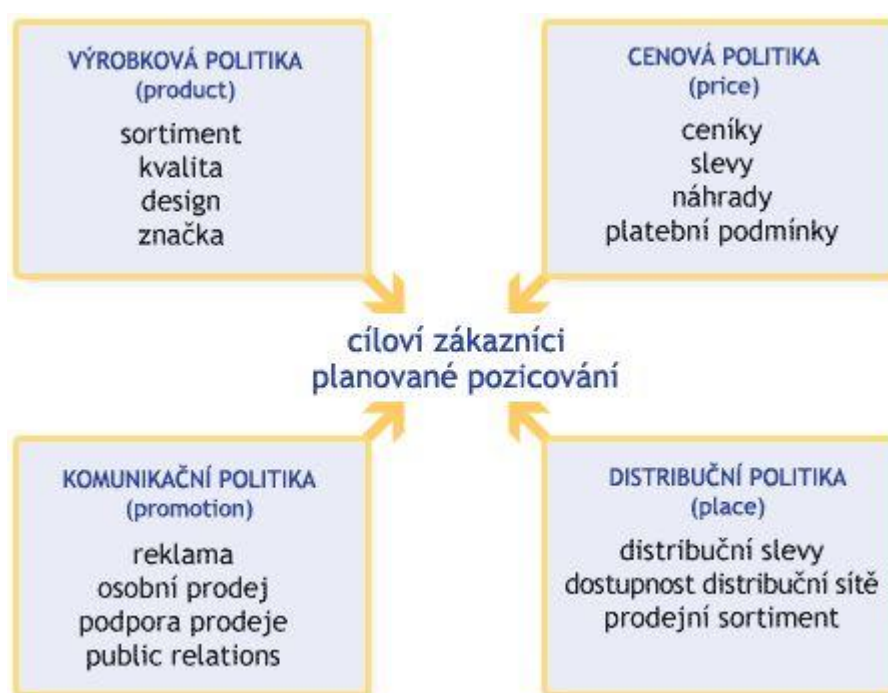 VÝROBKOVÁ POLITIKA
(product)
sortiment
kvalita
design
značka
CENOVÁ POLITIKA
(price)
ceníky
slevy
náhrady
platební podmínky
cíloví zákazníci
planované pozicování
KOMUNIKAČNÍ POLITIKA
(promotion)
reklama
osobní prodej
podpora prodeje
public relations
DISTRIBUČNÍ POLITIKA
(place)
distribuční slevy
dostupnost distribuční sítě
prodejní sortiment